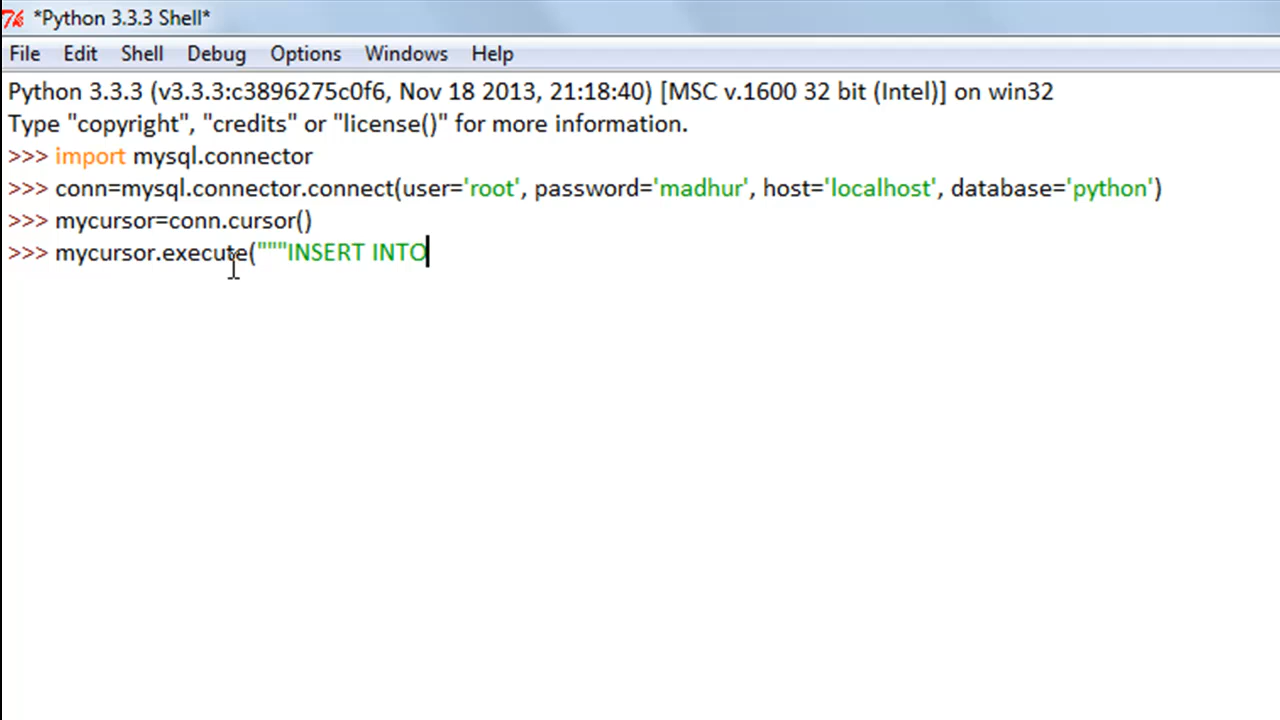 *Python 3.3.3 Shell*
File Edit Shell Debug Options Windows Help
Python 3.3.3 (v3.3.3:c3896275c0f6, Nov 18 2013, 21:18:40) [MSC v.1600 32 bit (Intel)] on win32
Type "copyright", "credits" or "license()" for more information.
>>> import mysql.connector
>>> conn=mysql.connector.connect(user='root', password='madhur', host='localhost', database='python')
>>> mycursor=conn.cursor()
>>> mycursor.execute("""INSERT INTO